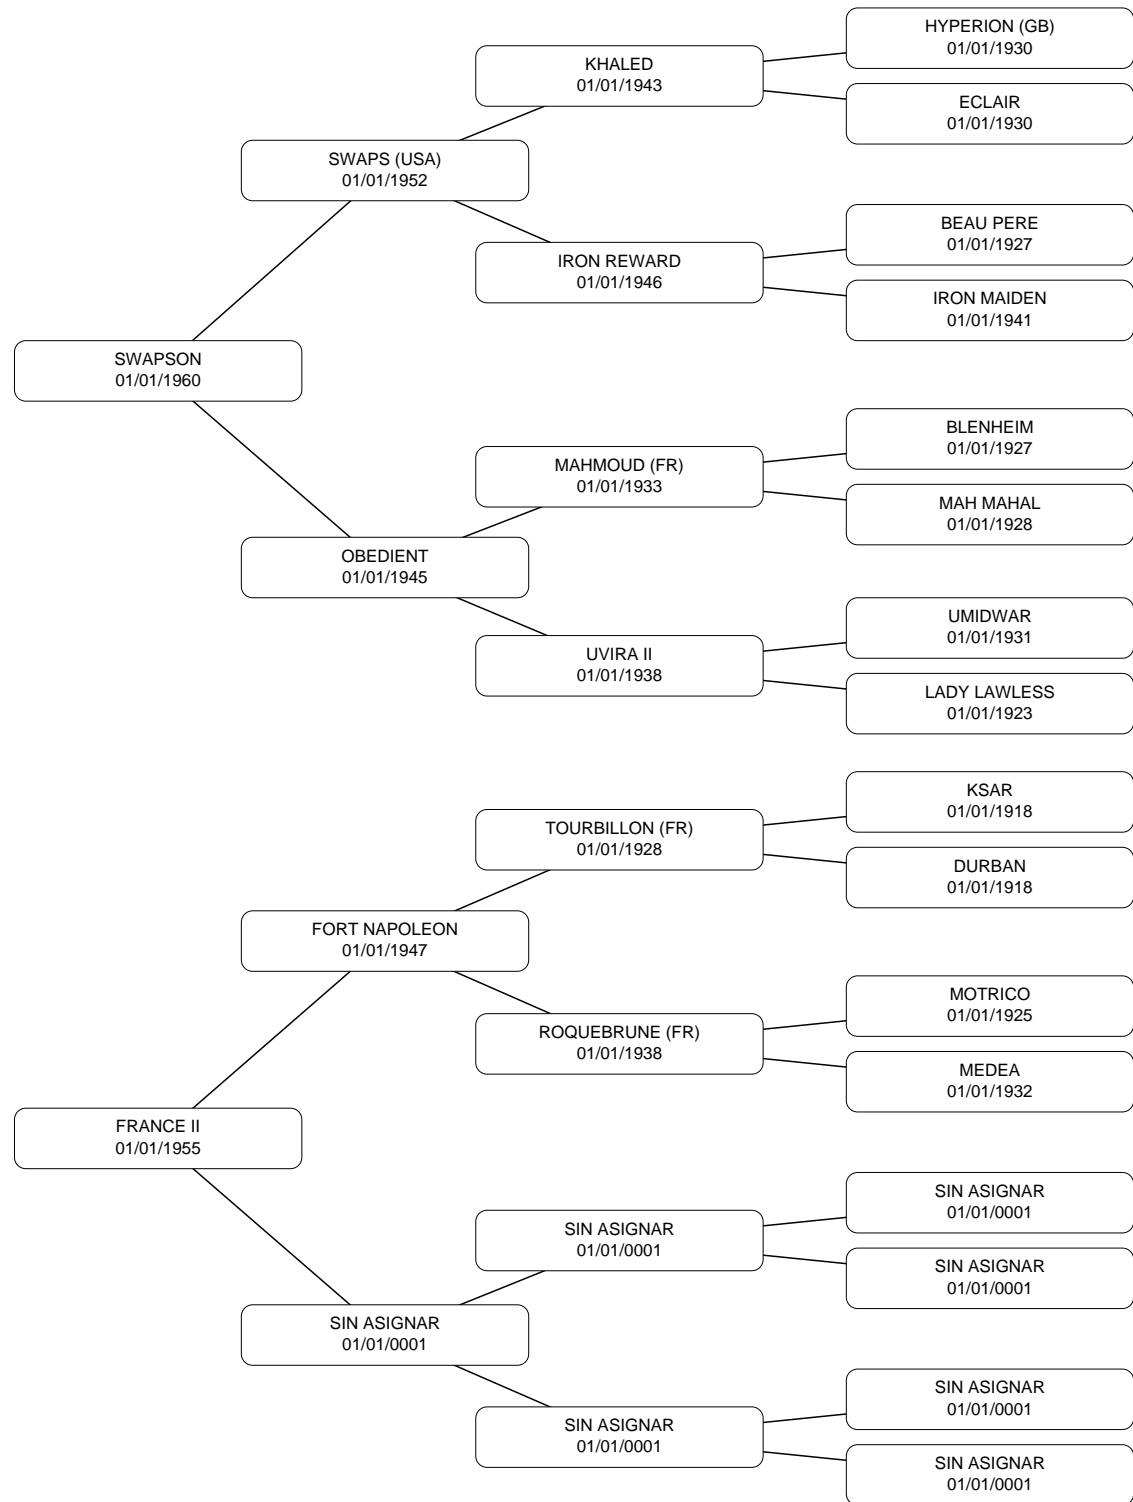 HYPERION (GB)
01/01/1930
KHALED
01/01/1943
ECLAIR
01/01/1930
SWAPS (USA)
01/01/1952
BEAU PERE
01/01/1927
IRON REWARD
01/01/1946
IRON MAIDEN
01/01/1941
SWAPSON
01/01/1960
BLENHEIM
01/01/1927
MAHMOUD (FR)
01/01/1933
MAH MAHAL
01/01/1928
OBEDIENT
01/01/1945
UMIDWAR
01/01/1931
UVIRA II
01/01/1938
LADY LAWLESS
01/01/1923
KSAR
01/01/1918
TOURBILLON (FR)
01/01/1928
DURBAN
01/01/1918
FORT NAPOLEON
01/01/1947
MOTRICO
01/01/1925
ROQUEBRUNE (FR)
01/01/1938
MEDEA
01/01/1932
FRANCE II
01/01/1955
SIN ASIGNAR
01/01/0001
SIN ASIGNAR
01/01/0001
SIN ASIGNAR
01/01/0001
SIN ASIGNAR
01/01/0001
SIN ASIGNAR
01/01/0001
SIN ASIGNAR
01/01/0001
SIN ASIGNAR
01/01/0001